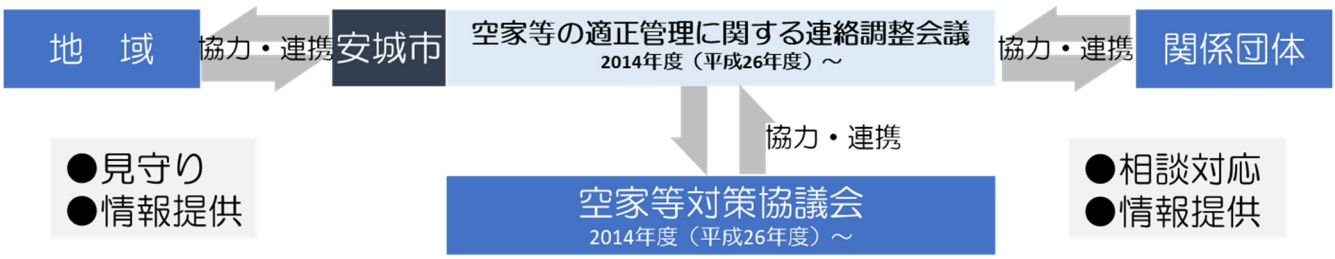 地　域
協力・連携
安城市
空家等の適正管理に関する連絡調整会議
2014年度（平成26年度）～
協力・連携
関係団体
協力・連携
●見守り
●情報提供
空家等対策協議会
2014年度（平成26年度）～
●相談対応
●情報提供